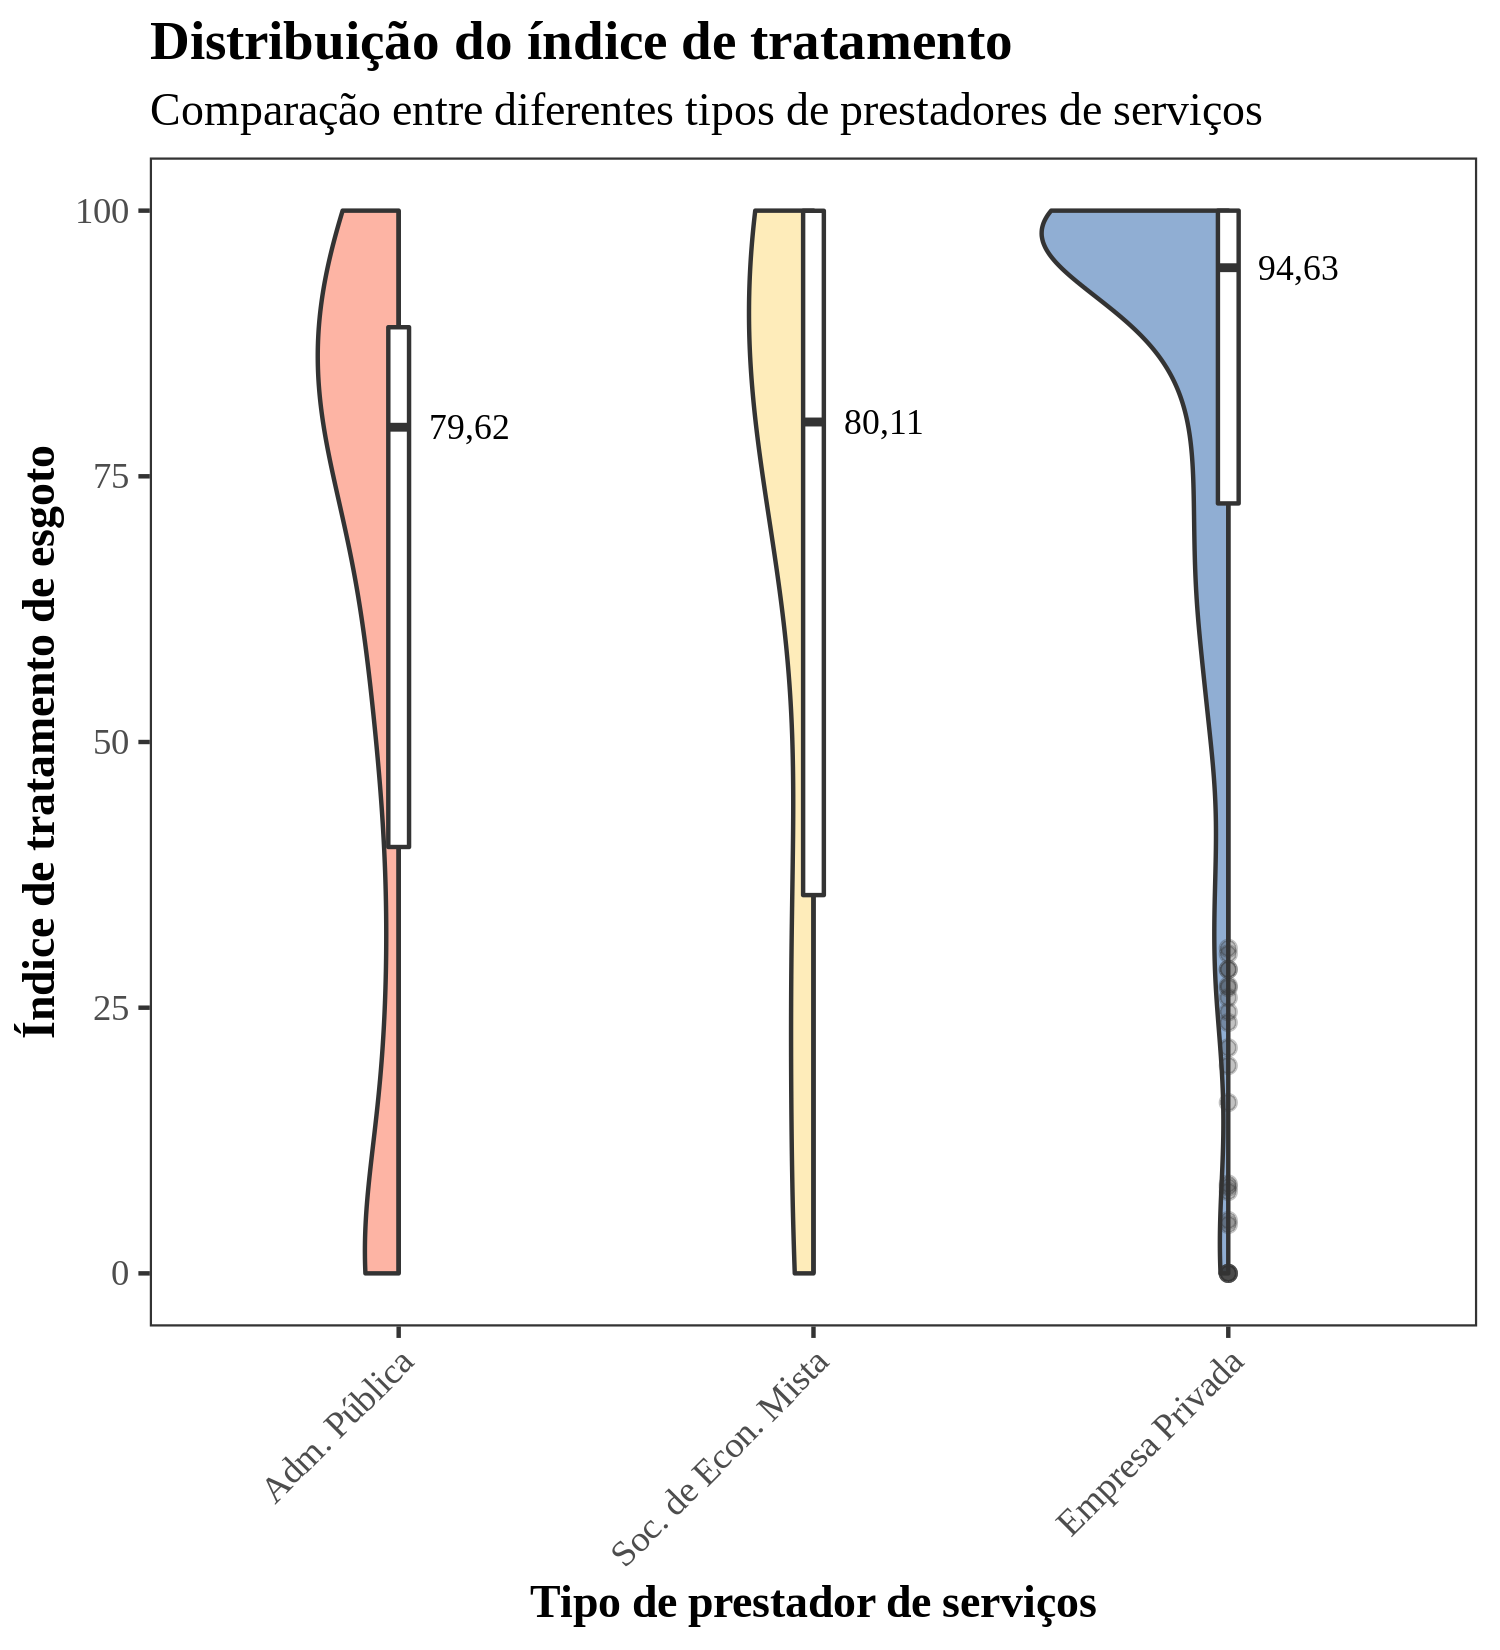 Distribuição do índice de tratamento
Comparação entre diferentes tipos de prestadores de serviços
Índice de tratamento de esgoto
100
75
50
25
0
79,62
80,11
94,63
Adm. Pública
Soc. de Econ. Mista
Empresa Privada
Tipo de prestador de serviços